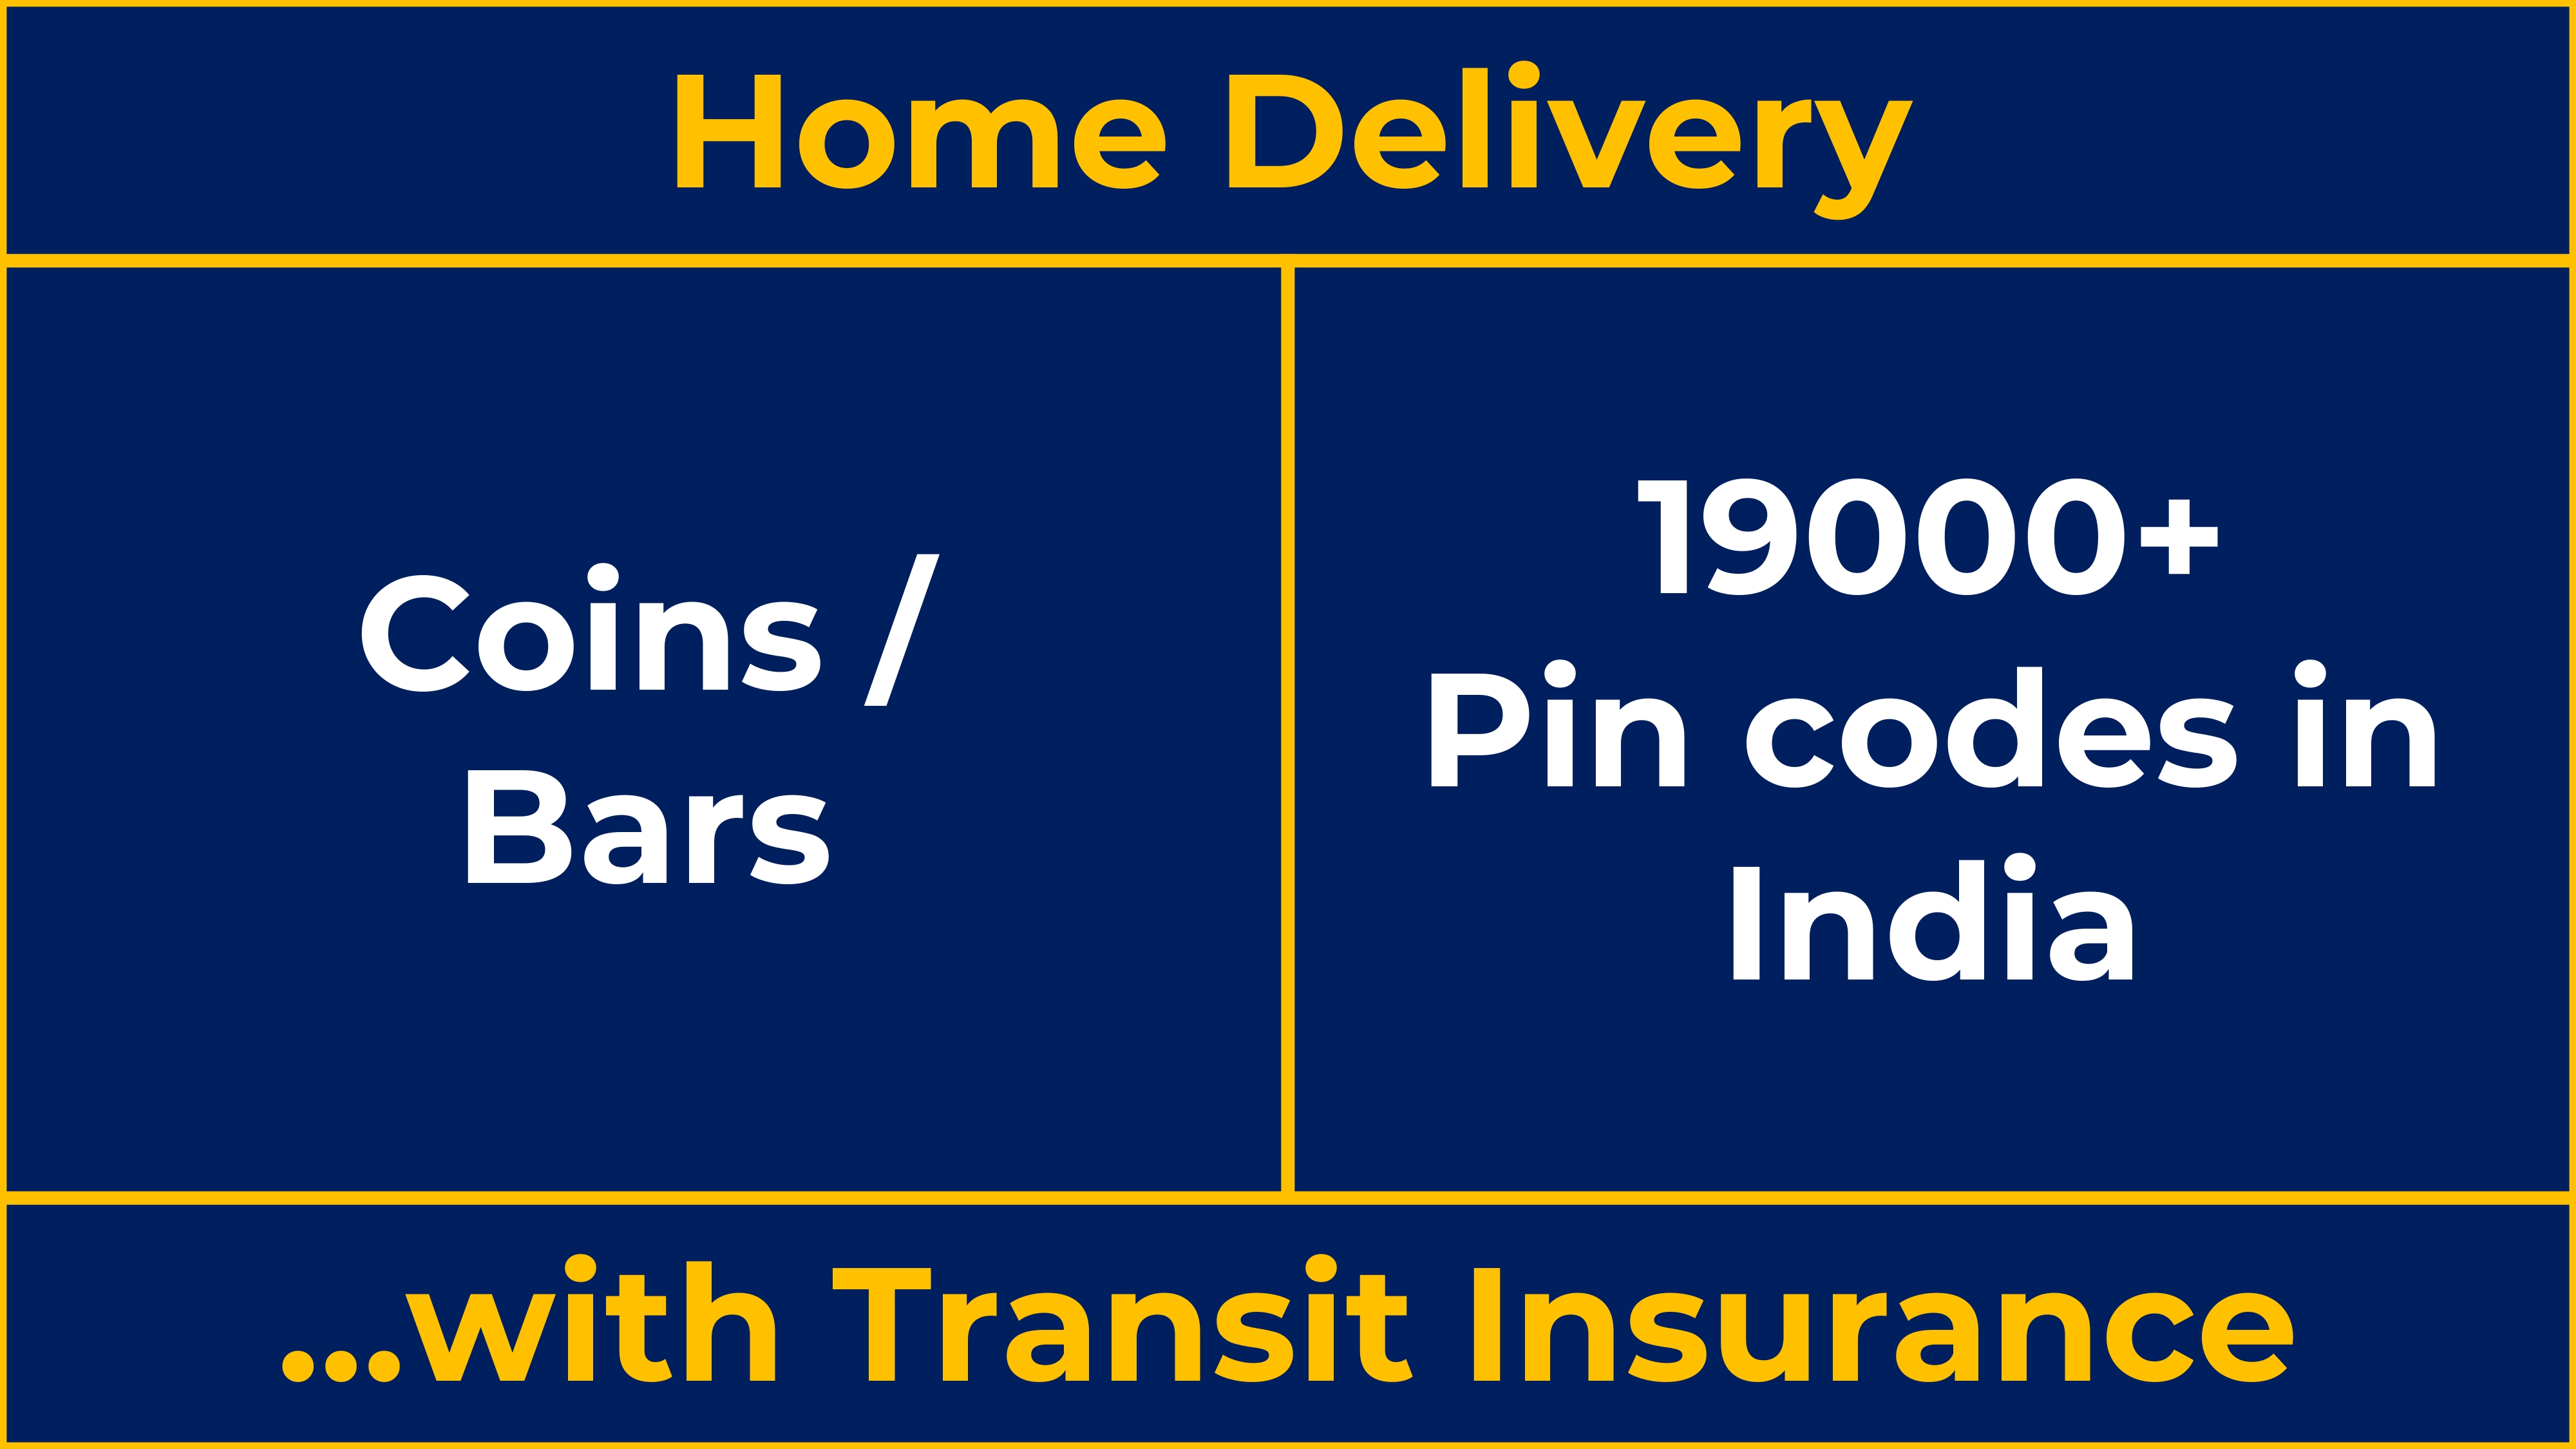 Home Delivery
Coins /
Bars
19000+
Pin codes in
India
...with Transit Insurance